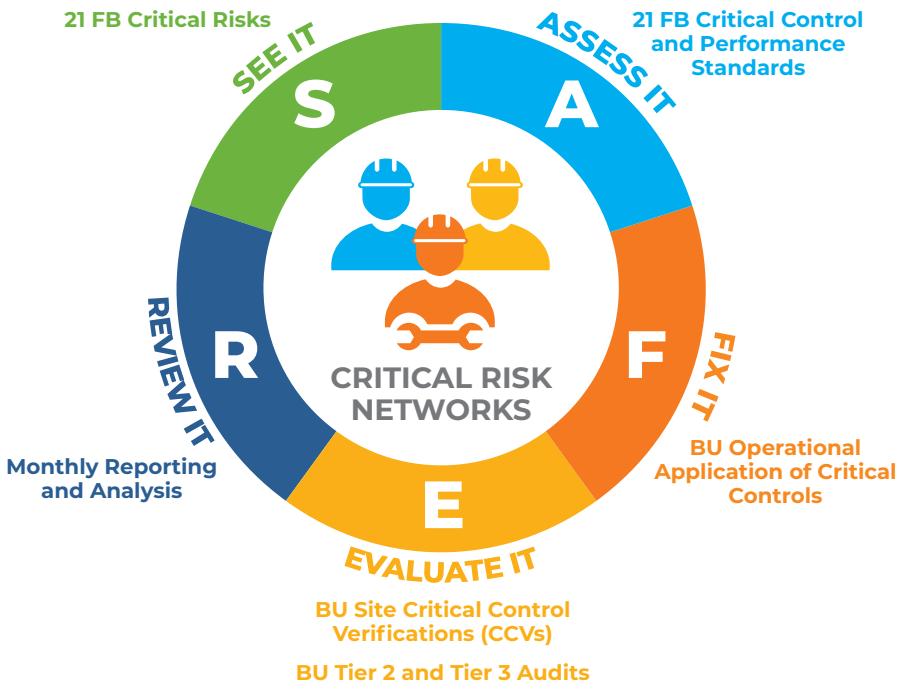 21 FB Critical Risks
SEE IT
S
ASSESS IT
A
21 FB Critical Control
and Performance
Standards
F
FIX IT
BU Operational
Application of Critical
Controls
E
EVALUATE IT
BU Site Critical Control
Verifications (CCVs)
BU Tier 2 and Tier 3 Audits
R
REVIEW IT
Monthly Reporting
and Analysis
CRITICAL RISK
NETWORKS